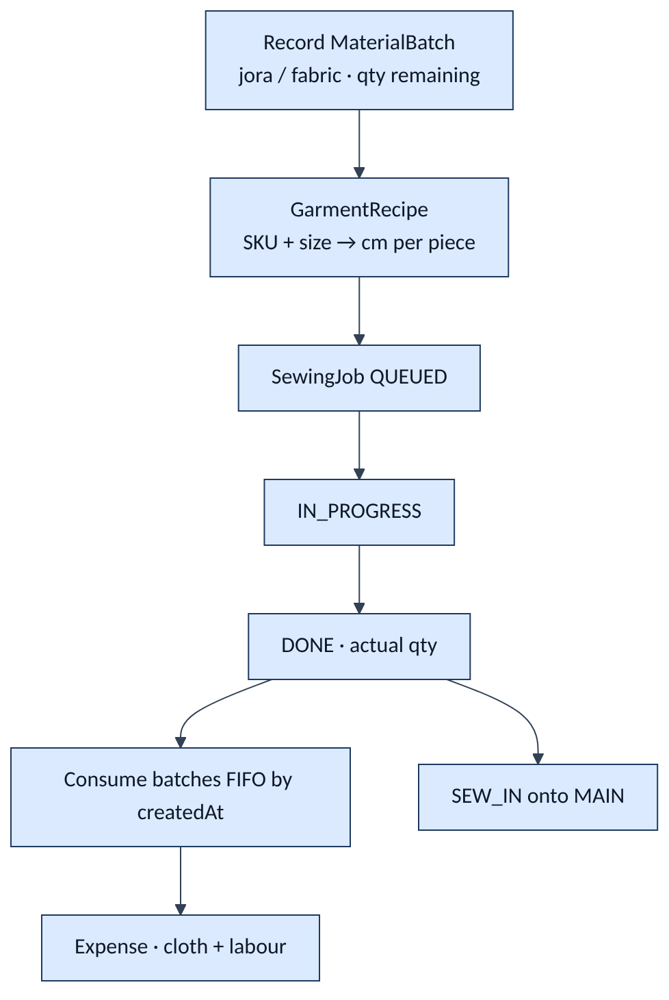 Record MaterialBatch
jora / fabric · qty remaining
GarmentRecipe
SKU + size → cm per piece
SewingJob QUEUED
IN_PROGRESS
DONE · actual qty
Consume batches FIFO by
createdAt
SEW_IN onto MAIN
Expense · cloth + labour